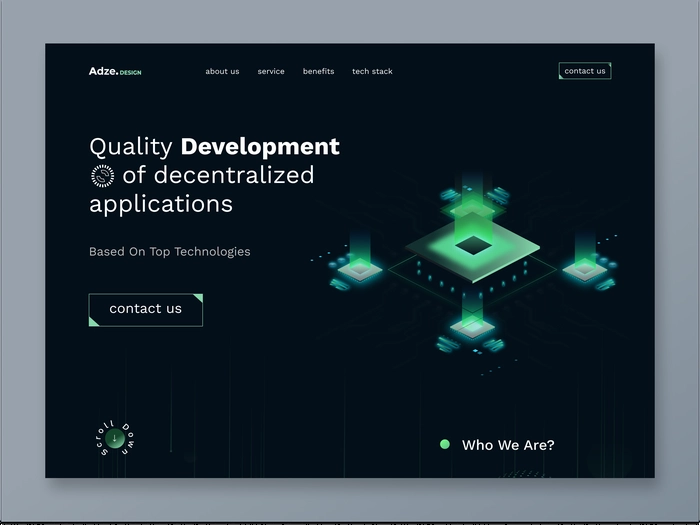 Adze. DESIGN
about us
service
benefits
tech stack
contact us
Quality Development
of decentralized
applications
Based On Top Technologies
contact us
Scroll Down
Who We Are?